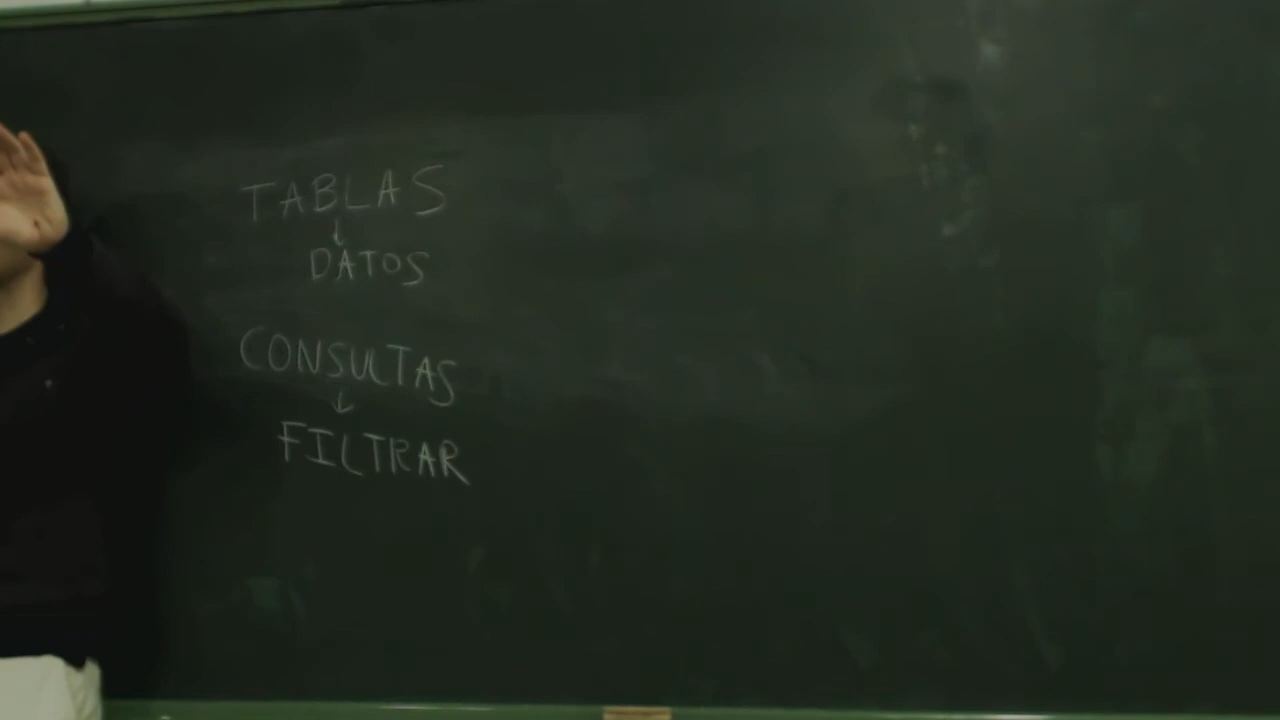 TABLAS
↓
DATOS
CONSULTAS
↓
FILTRAR